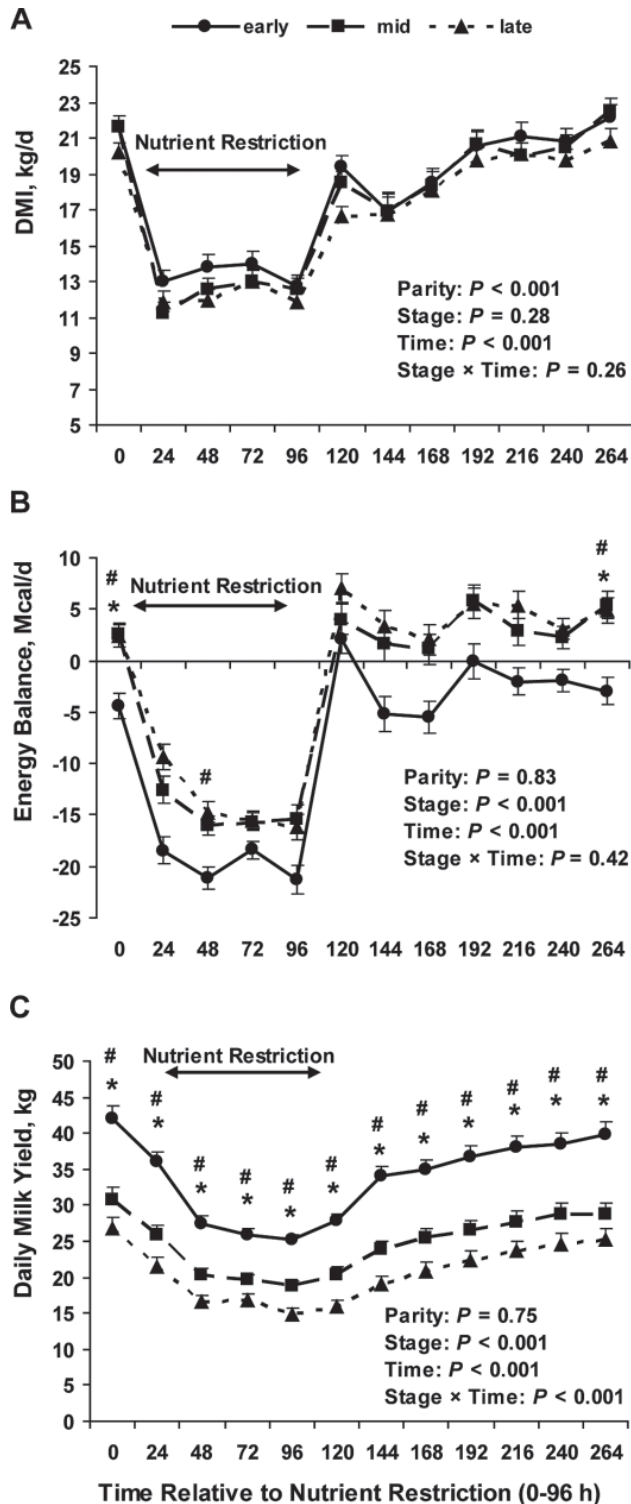 A
early mid late
DMI, kg/d
25
23
21
19
17
15
13
11
9
7
5
Nutrient Restriction
Parity: P < 0.001
Stage: P = 0.28
Time: P < 0.001
Stage × Time: P = 0.26
0 24 48 72 96 120 144 168 192 216 240 264
B
Energy Balance, Mcal/d
10
5
0
-5
-10
-15
-20
-25
#
*
Nutrient Restriction
#
#
*
Parity: P = 0.83
Stage: P < 0.001
Time: P < 0.001
Stage × Time: P = 0.42
0 24 48 72 96 120 144 168 192 216 240 264
C
Daily Milk Yield, kg
50
45
40
35
30
25
20
15
10
5
0
Nutrient Restriction
# # # # # # # # # # # #
* * * * * * * * * * * *
Parity: P = 0.75
Stage: P < 0.001
Time: P < 0.001
Stage × Time: P < 0.001
0 24 48 72 96 120 144 168 192 216 240 264
Time Relative to Nutrient Restriction (0-96 h)